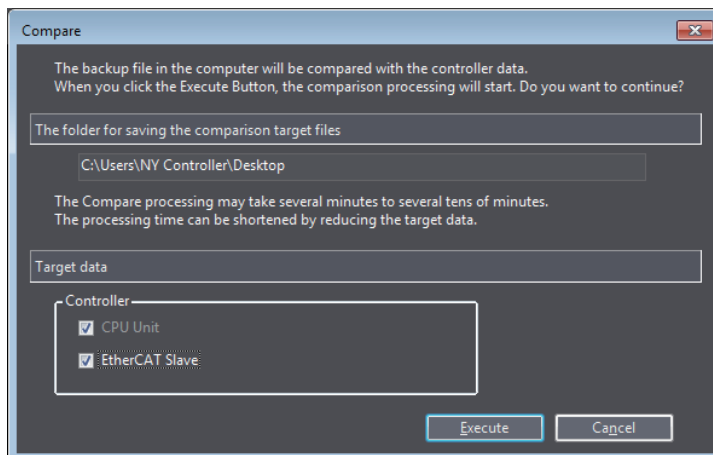 Compare
The backup file in the computer will be compared with the controller data.
When you click the Execute Button, the comparison processing will start. Do you want to continue?
The folder for saving the comparison target files
C:\Users\NY Controller\Desktop
The Compare processing may take several minutes to several tens of minutes.
The processing time can be shortened by reducing the target data.
Target data
Controller
CPU Unit
EtherCAT Slave
Execute Cancel